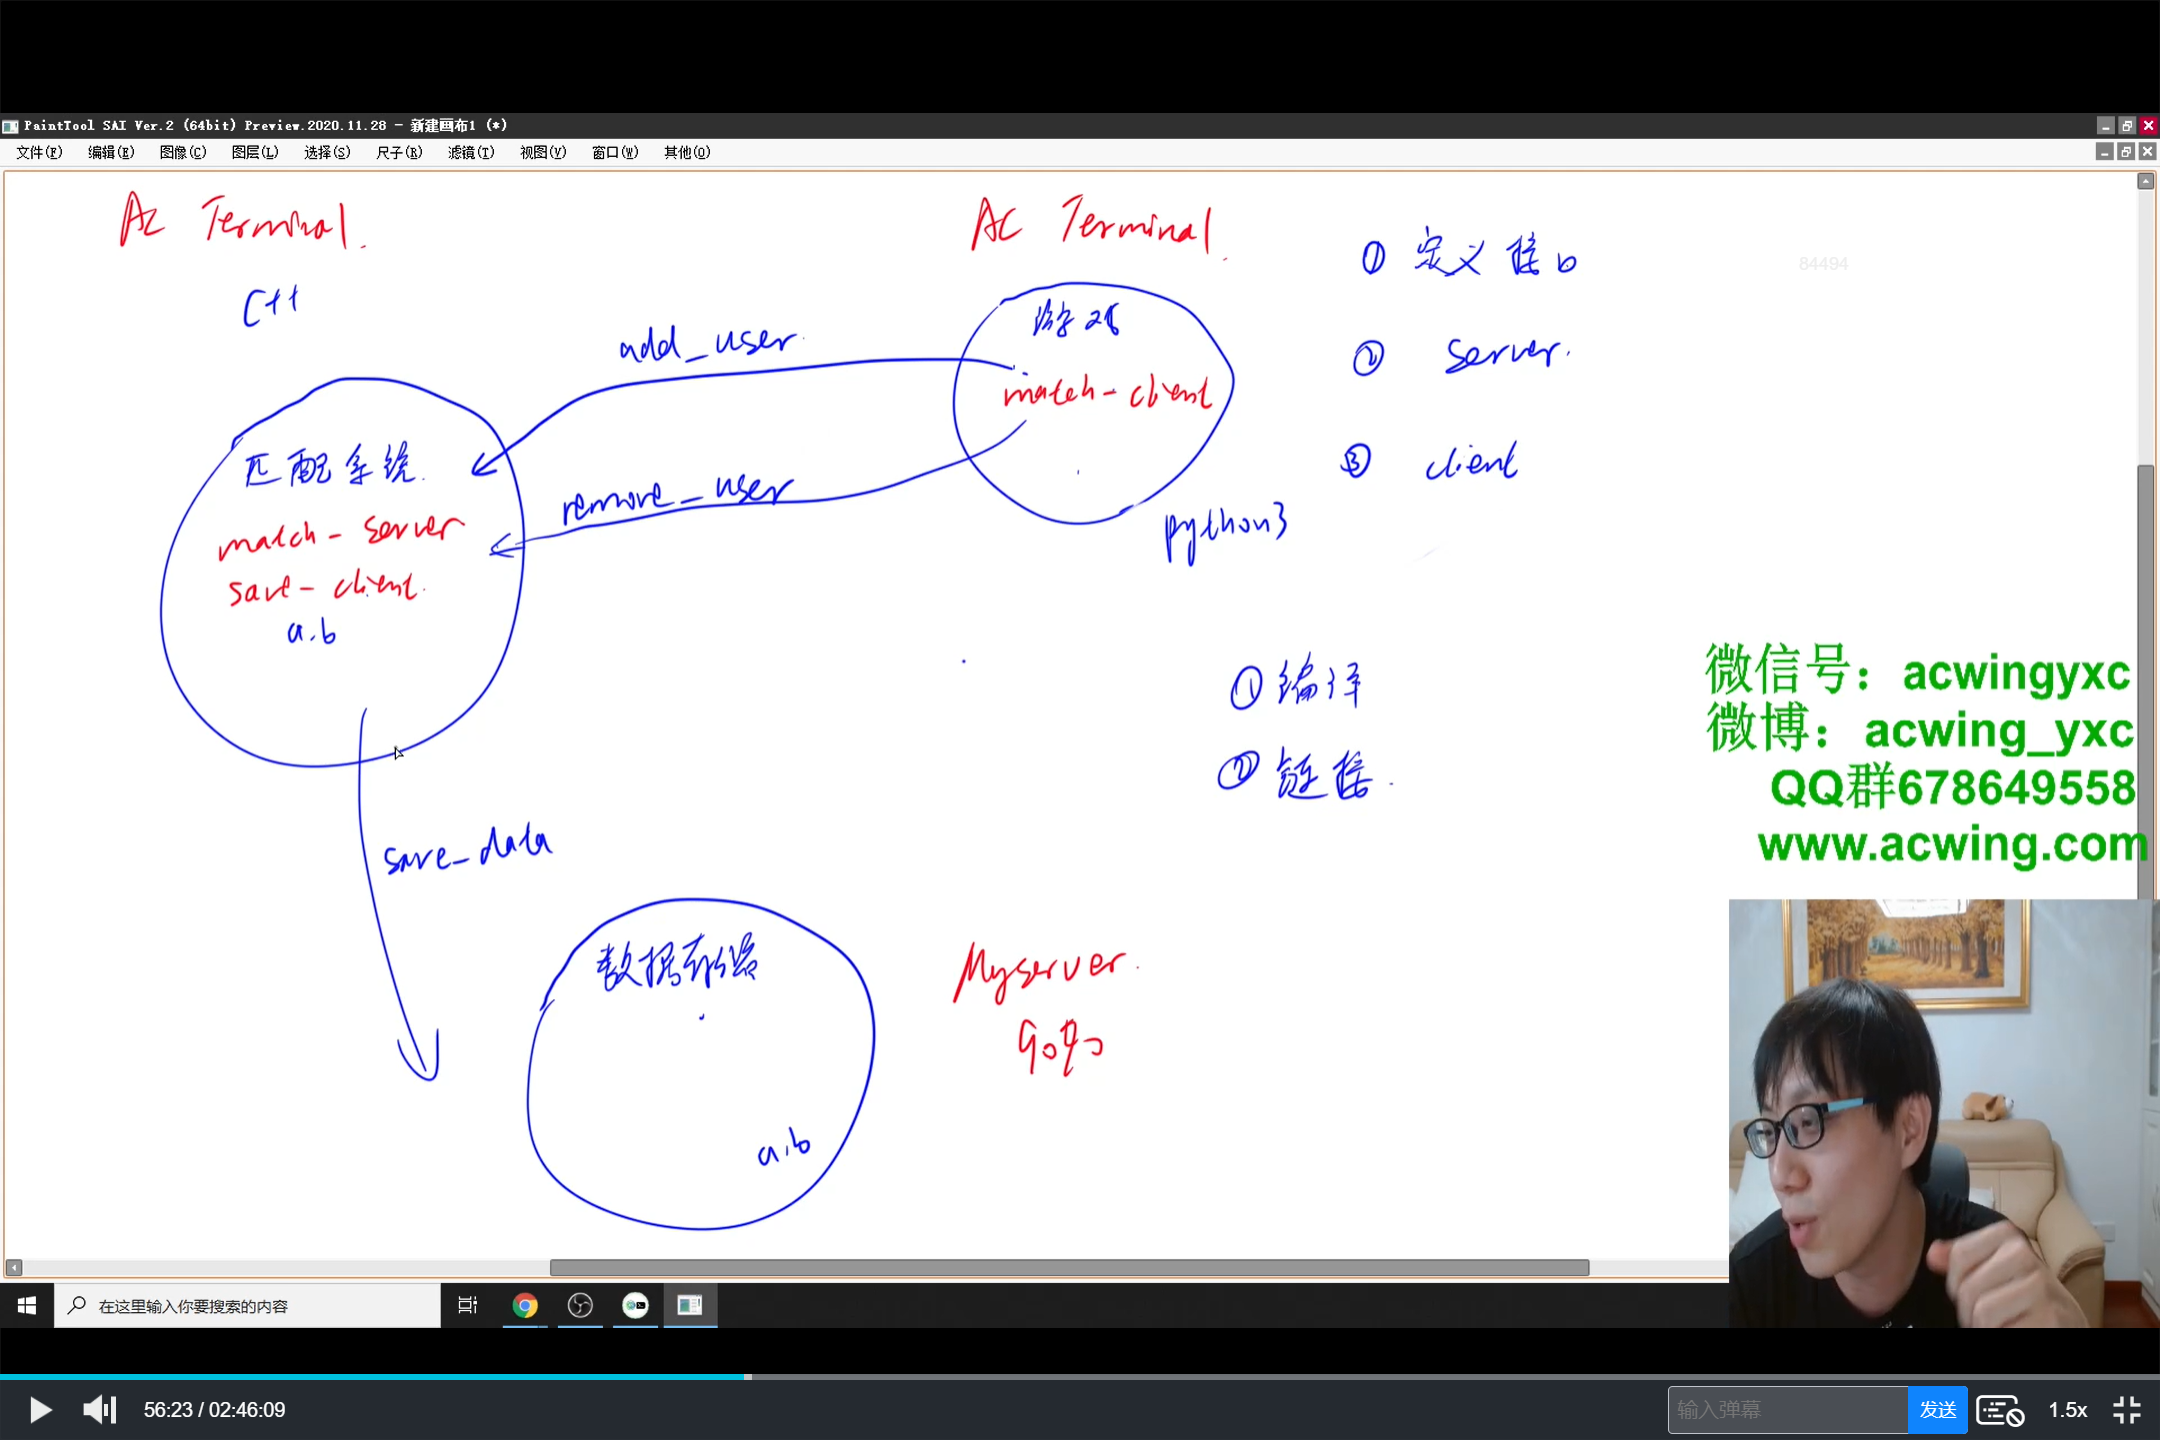 PaintTool SAI Ver.2 (64bit) Preview.2020.11.28 - 新建画布1 (*)
文件(F) 编辑(E) 图像(C) 图层(L) 选择(S) 尺子(R) 滤镜(T) 视图(V) 窗口(W) 其他(O)
AC Terminal.
AC Terminal.
C++
游戏
match-client
python3
add_user
remove_user
匹配系统
match-server
save-client
a.b
save_data
数据存储
a.b
Myserver.
① 定义接口
② server.
③ client
① 编译
② 链接
84494
微信号：acwingyxc
微博：acwing_yxc
QQ群678649558
www.acwing.com
在这里输入你要搜索的内容
56:23 / 02:46:09
输入弹幕
发送
1.5x